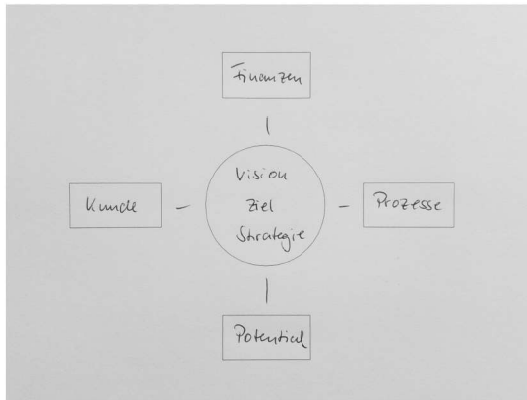 Finanzen
Vision
Kunde
Ziel
Prozesse
Strategie
Potential